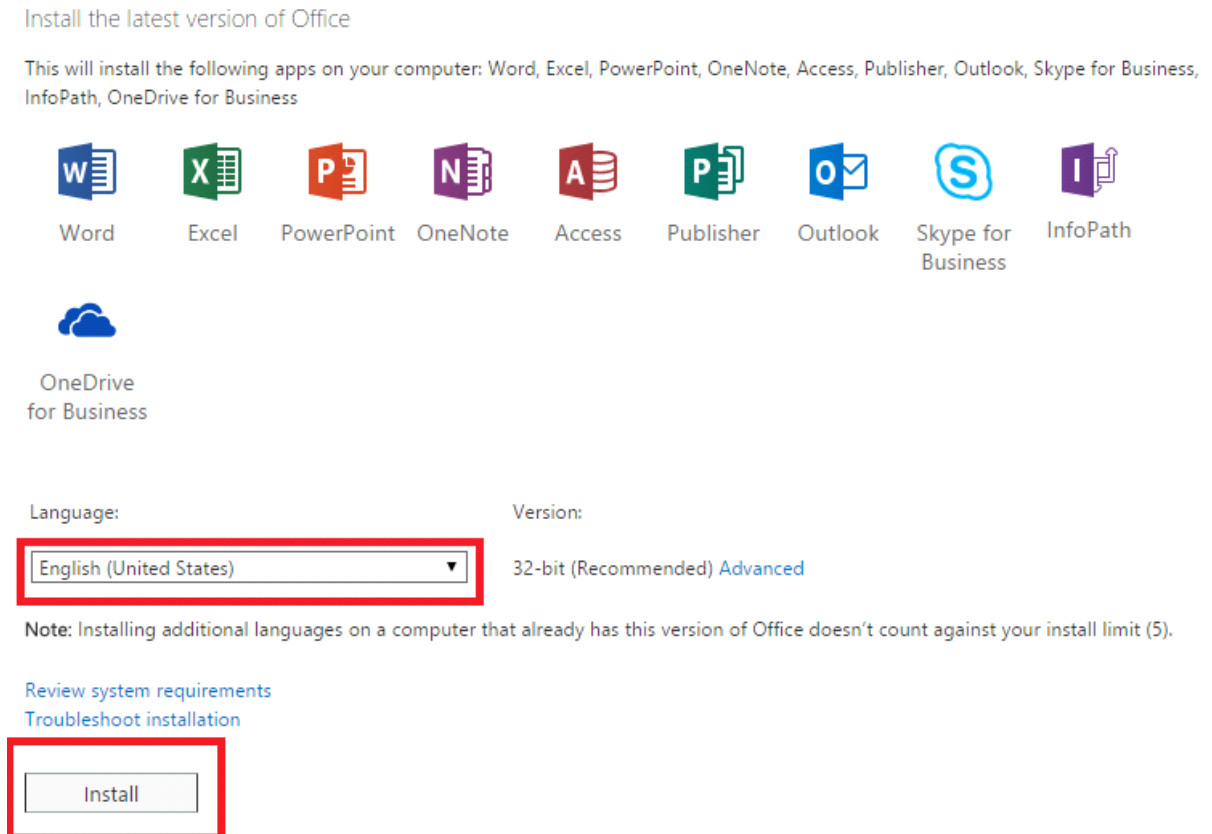 Install the latest version of Office
This will install the following apps on your computer: Word, Excel, PowerPoint, OneNote, Access, Publisher, Outlook, Skype for Business,
InfoPath, OneDrive for Business
W X P N A P O S I
Word Excel PowerPoint OneNote Access Publisher Outlook Skype for InfoPath
Business
OneDrive
for Business
Language: Version:
English (United States) 32-bit (Recommended) Advanced
Note: Installing additional languages on a computer that already has this version of Office doesn't count against your install limit (5).
Review system requirements
Troubleshoot installation
Install